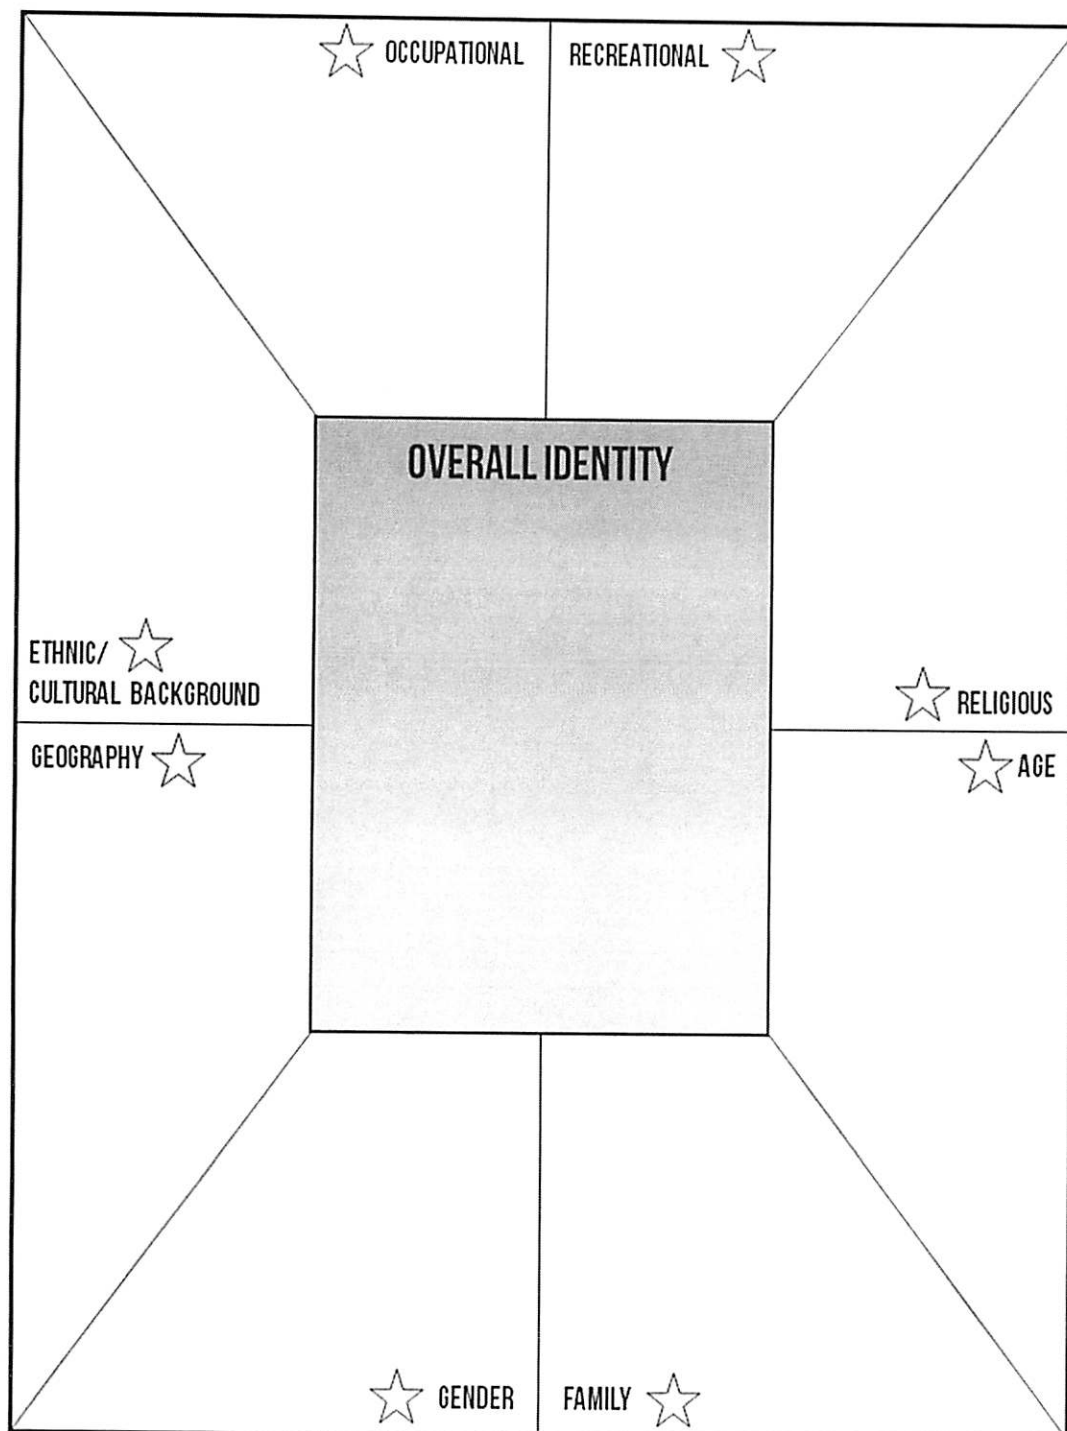 OCCUPATIONAL
RECREATIONAL
OVERALL IDENTITY
ETHNIC/
CULTURAL BACKGROUND
RELIGIOUS
GEOGRAPHY
AGE
GENDER
FAMILY